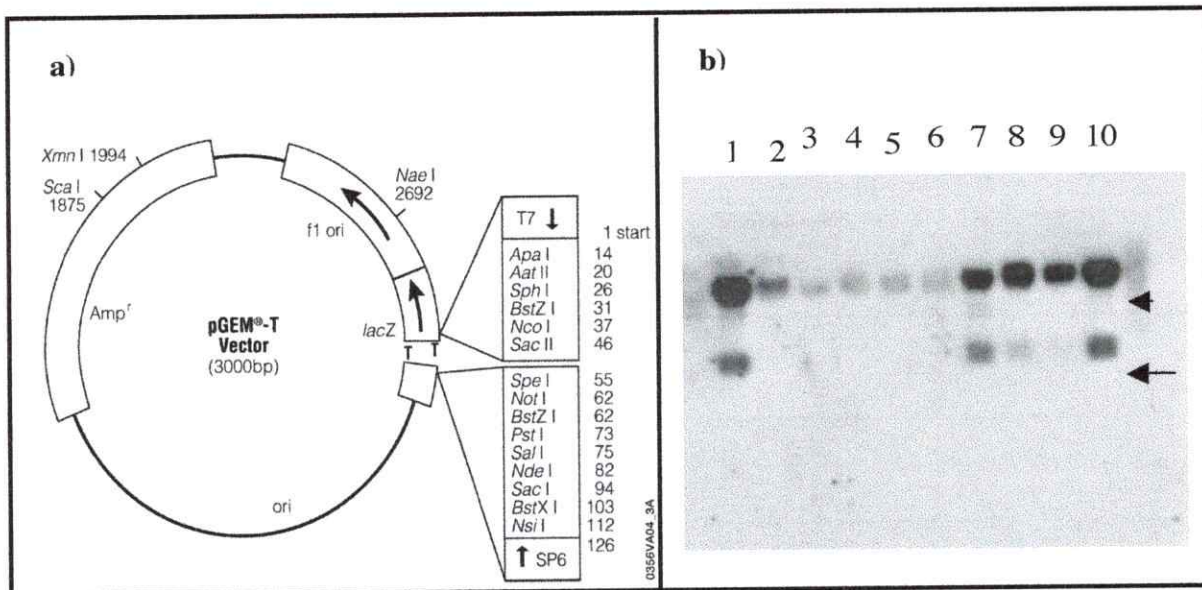 a)
Xmn I 1994
Sca I
1875
Nae I
2692
f1 ori
Ampʳ
pGEM®-T
Vector
(3000bp)
lacZ
T T
ori
T7 ↓
1 start
Apa I 14
Aat II 20
Sph I 26
BstZ I 31
Nco I 37
Sac II 46
Spe I 55
Not I 62
BstZ I 62
Pst I 73
Sal I 75
Nde I 82
Sac I 94
BstX I 103
Nsi I 112
↑ SP6 126
0356VA04_3A
b)
1 2 3 4 5 6 7 8 9 10